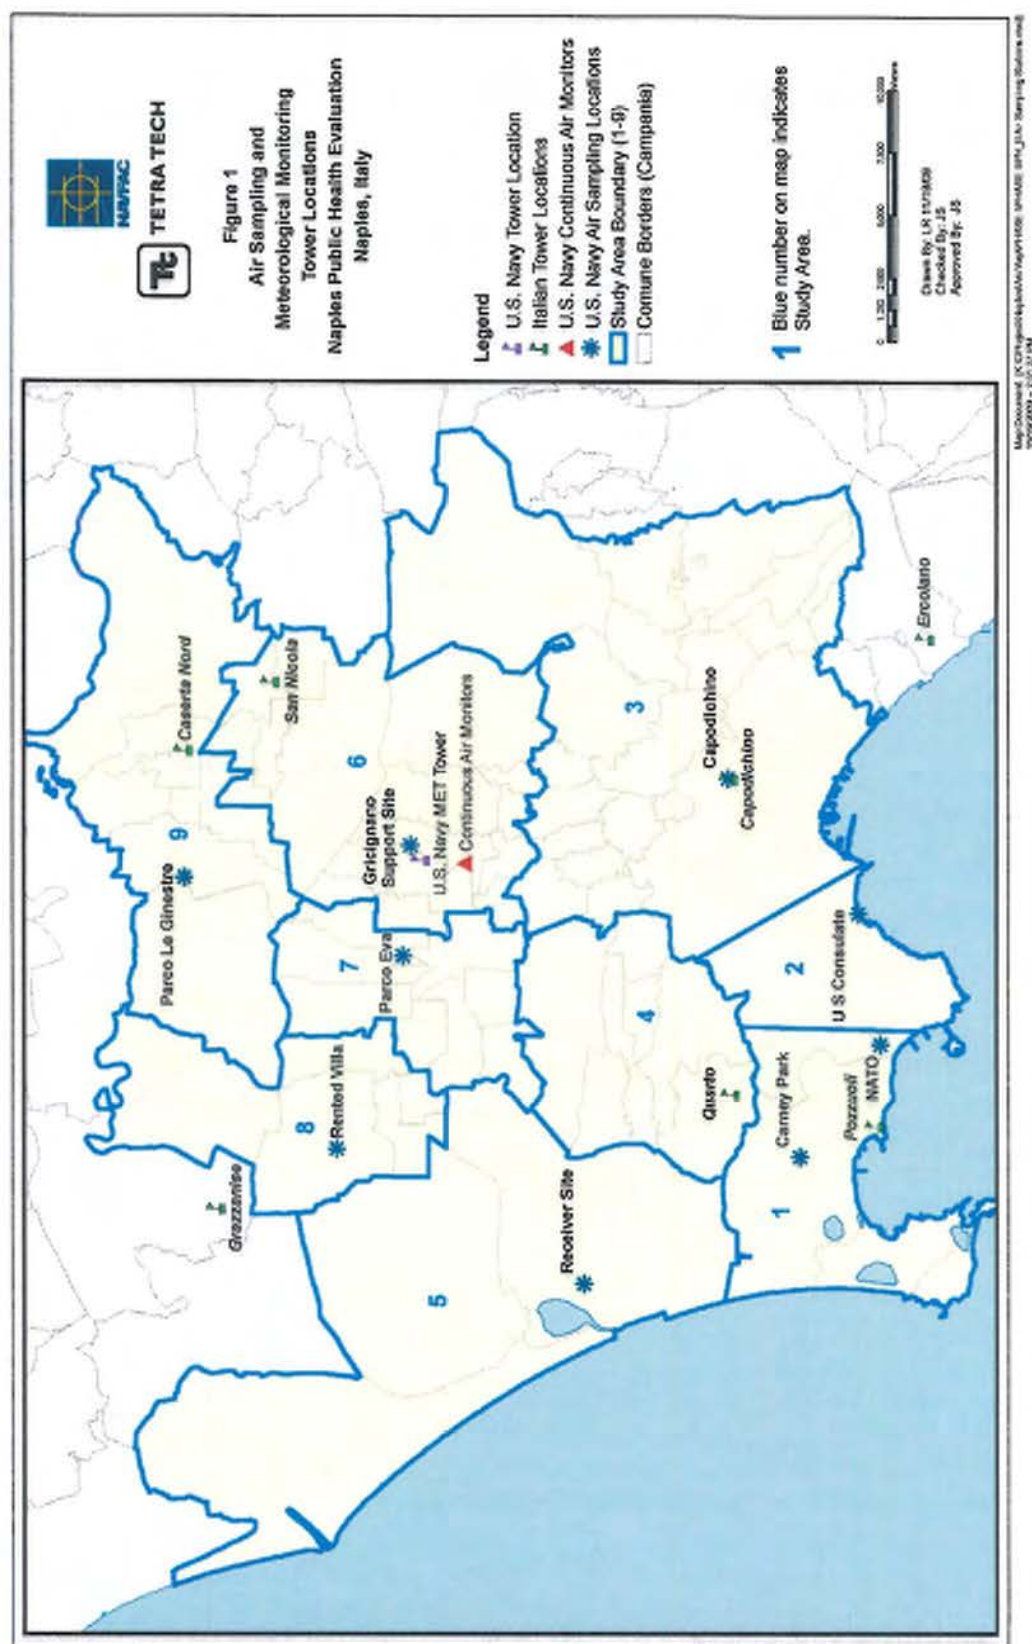 NAVFAC
TETRA TECH
Figure 1
Air Sampling and
Meteorological Monitoring
Tower Locations
Naples Public Health Evaluation
Naples, Italy
Legend
U.S. Navy Tower Location
Italian Tower Locations
U.S. Navy Continuous Air Monitors
U.S. Navy Air Sampling Locations
Study Area Boundary (1-9)
Comune Borders (Campania)
1 Blue number on map indicates
Study Area.
Checked By: JS
Approved By: JS
Caserta Nord
San Nicola
9
Parco Le Ginestre
6
Gricignano
Support Site
U.S. Navy MET Tower
Continuous Air Monitors
7
Parco Eva
8
Rented Villa
Grazzanise
5
Receiver Site
3
Capodichino
Capodichino
4
Quarto
2
U S Consulate
1
Carney Park
Pozzuoli
NATO
Ercolano